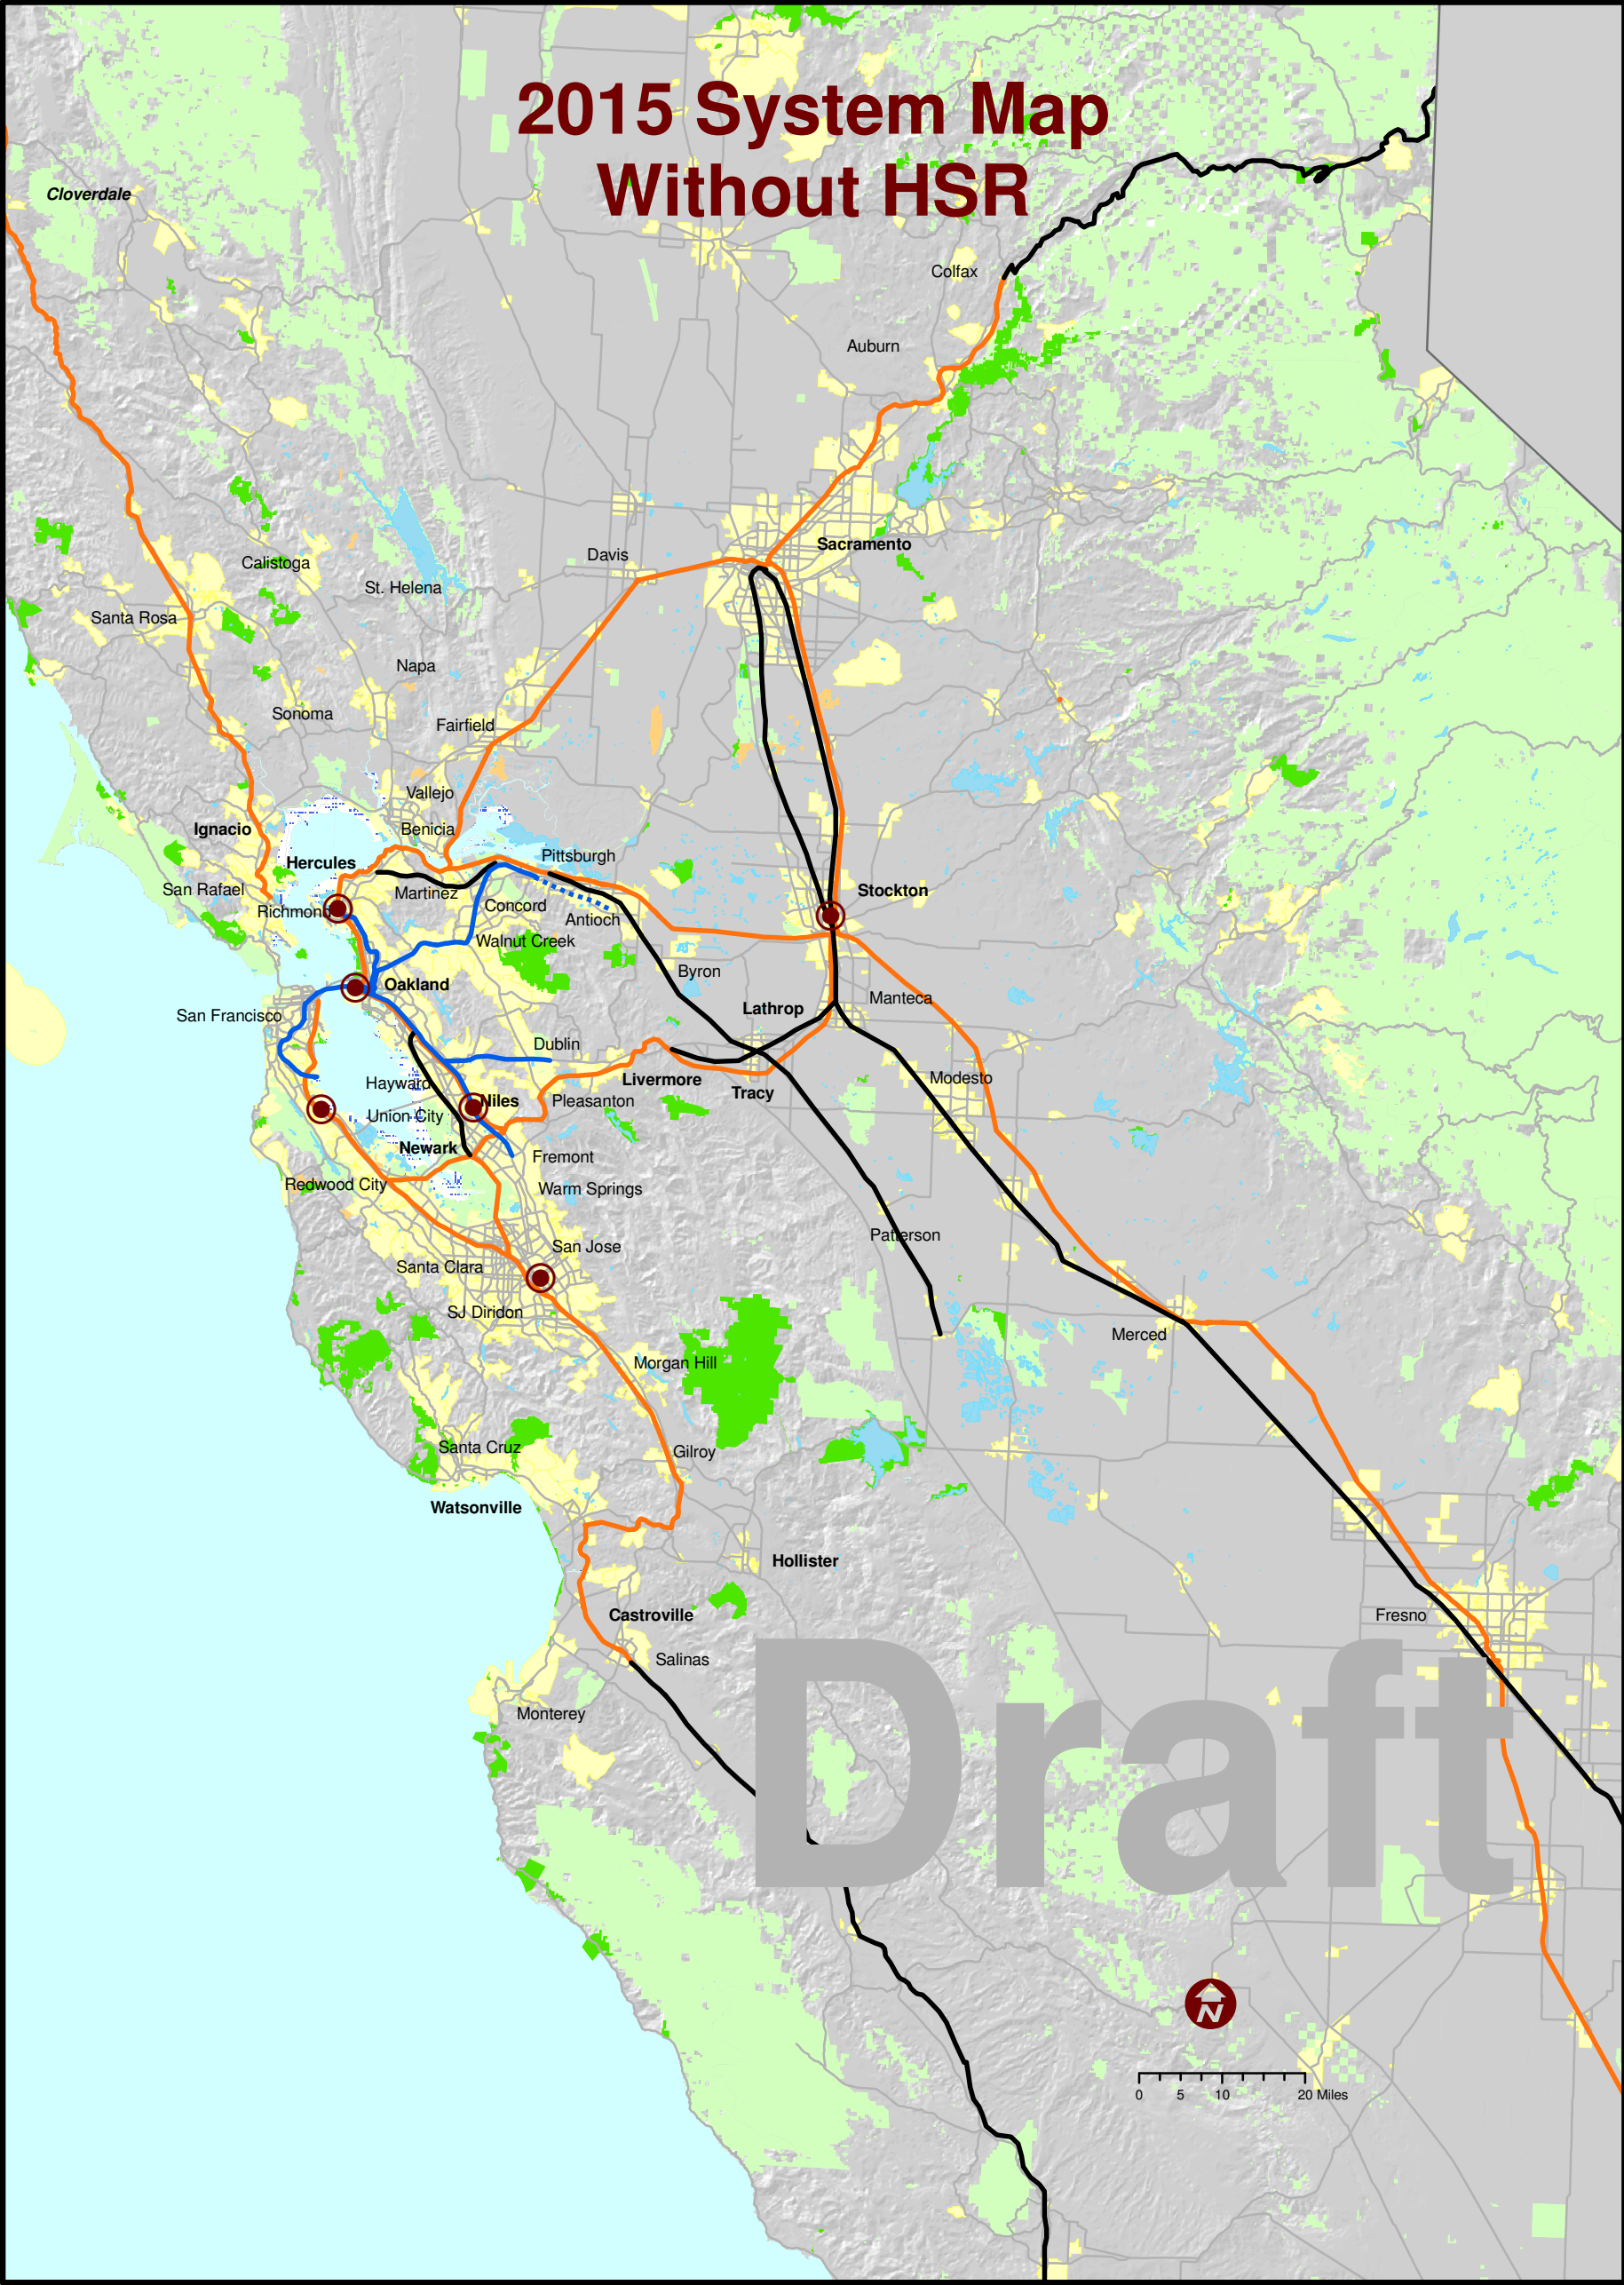 2015 System Map
Without HSR
Cloverdale
Colfax
Auburn
Sacramento
Davis
Calistoga
St. Helena
Santa Rosa
Napa
Sonoma
Fairfield
Vallejo
Ignacio
Benicia
Hercules
Pittsburgh
San Rafael
Martinez
Stockton
Richmond
Concord
Antioch
Walnut Creek
Byron
Oakland
Manteca
Lathrop
San Francisco
Dublin
Livermore
Modesto
Hayward
Tracy
Niles
Pleasanton
Union City
Newark
Fremont
Redwood City
Warm Springs
Patterson
San Jose
Santa Clara
SJ Diridon
Merced
Morgan Hill
Santa Cruz
Gilroy
Watsonville
Hollister
Castroville
Fresno
Salinas
Monterey
Draft
N
0 5 10 20 Miles